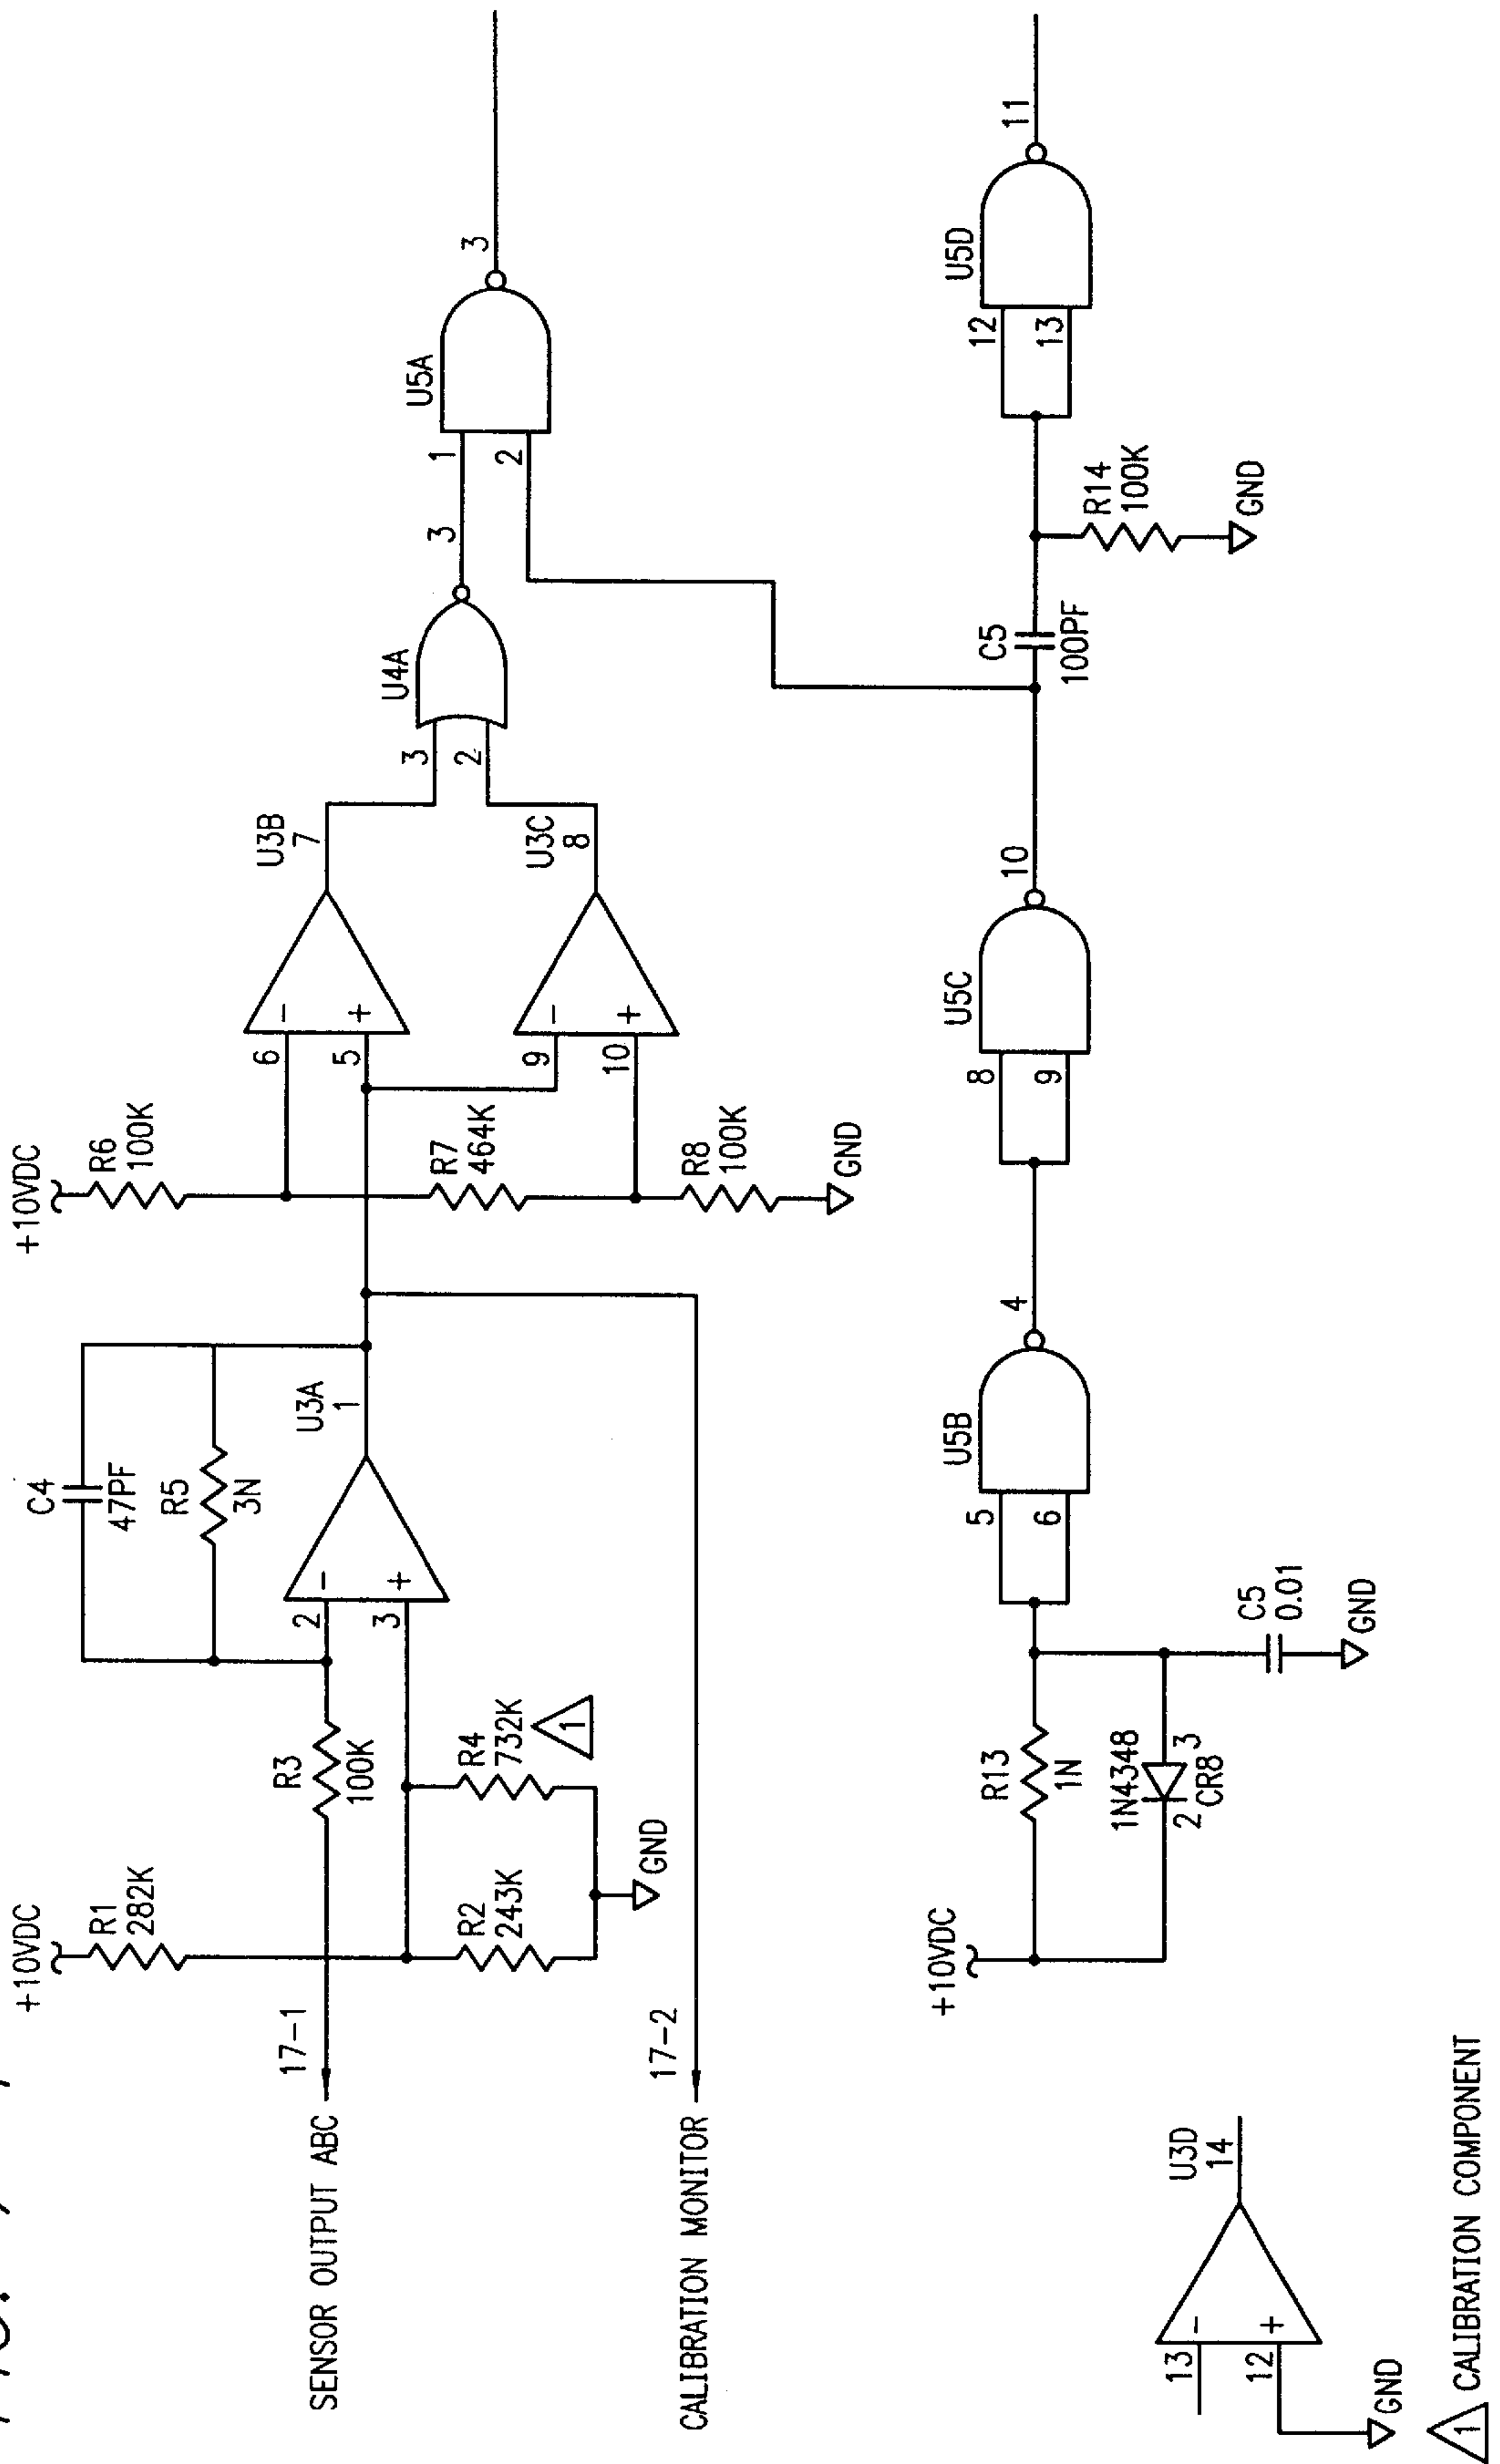 +10VDC
R1
282K
17-1
SENSOR OUTPUT ABC
R3
100K
R2
243K
R4
732K
1
GND
17-2
CALIBRATION MONITOR
C4
47PF
R5
3N
2
-
3
+
U3A
1
+10VDC
R6
100K
R7
464K
R8
100K
GND
6
-
5
+
U3B
7
9
-
10
+
U3C
8
3
2
U4A
3
1
2
U5A
3
+10VDC
R13
1N
1N4348
2
3
CR8
C5
0.01
GND
5
6
U5B
4
8
9
U5C
10
C5
100PF
R14
100K
GND
12
13
U5D
11
13
-
12
+
U3D
14
GND
1 CALIBRATION COMPONENT